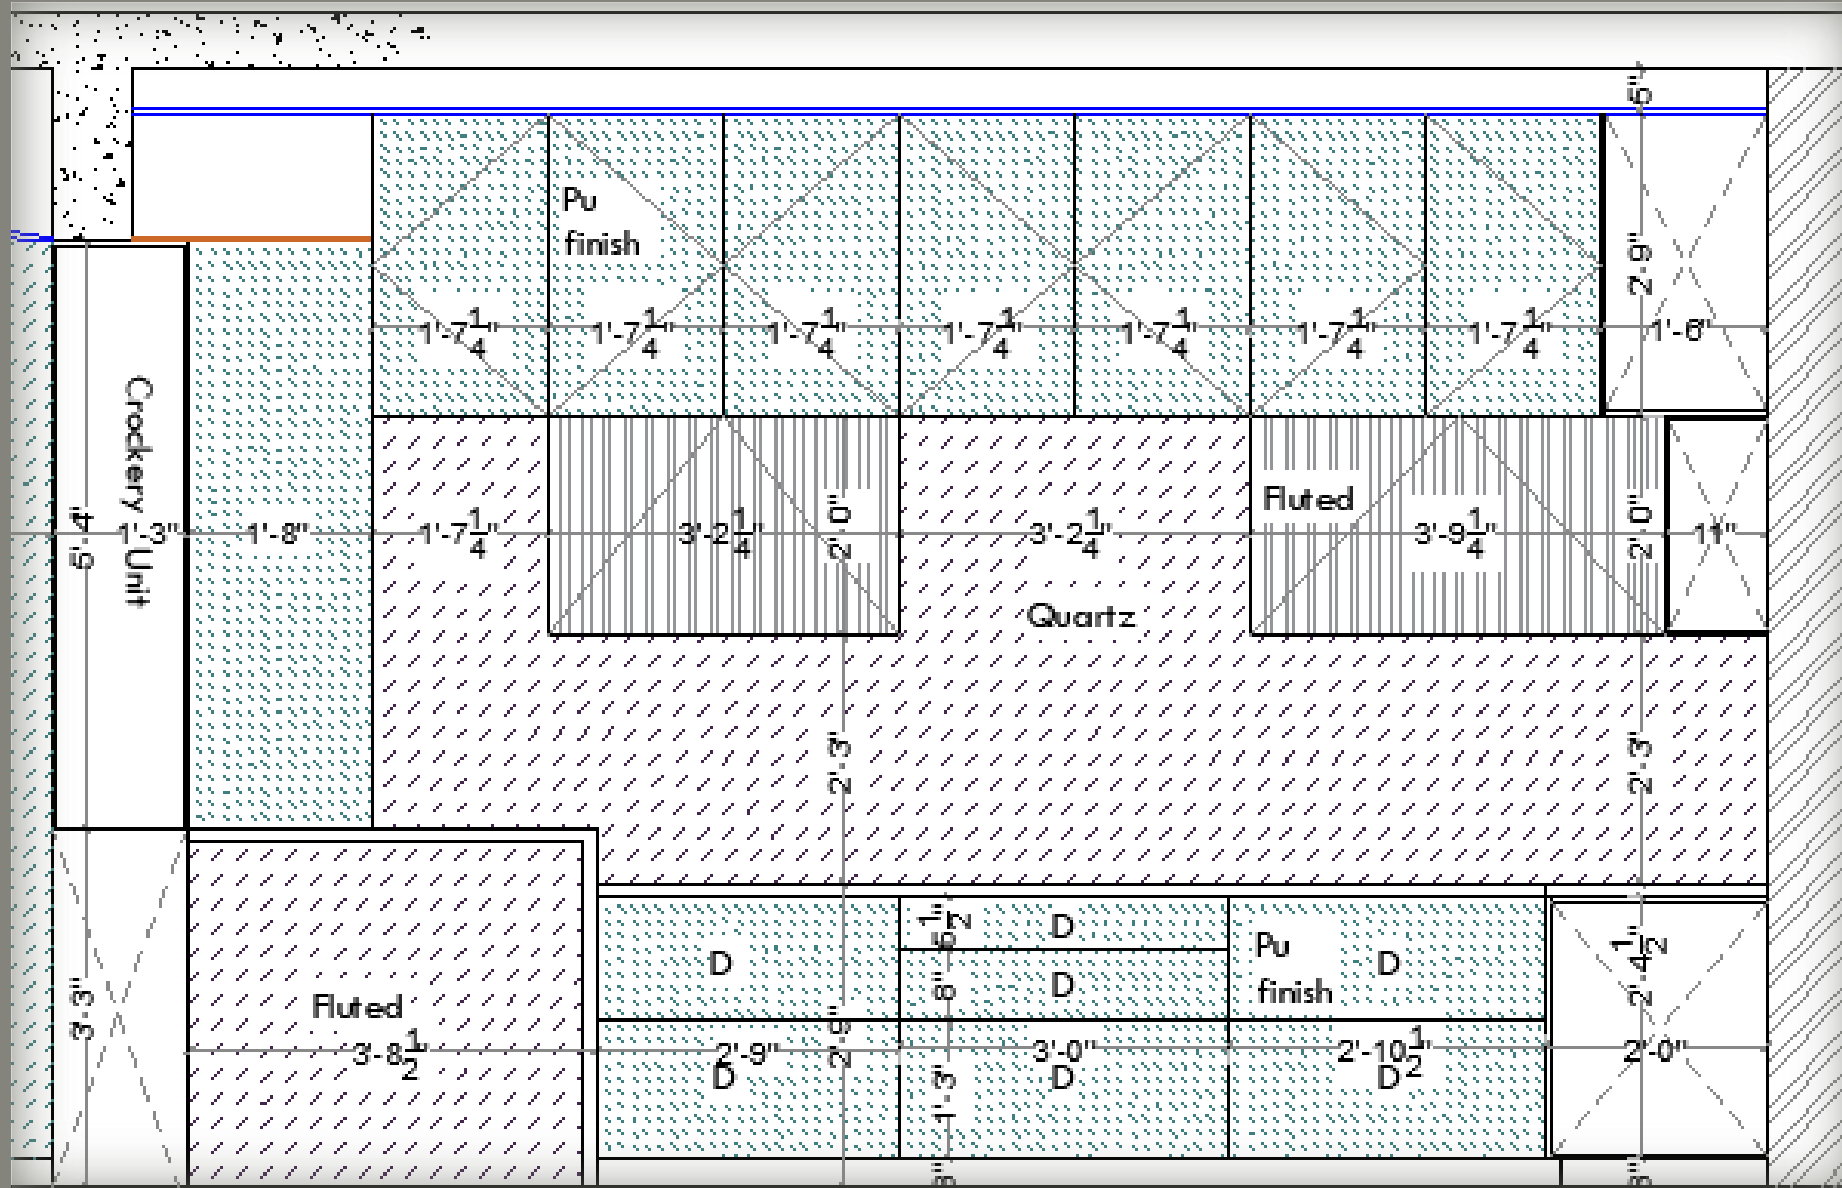 5"
Pu
finish
2'-9"
1'-7 1/4"
1'-7 1/4"
1'-7 1/4"
1'-7 1/4"
1'-7 1/4"
1'-7 1/4"
1'-7 1/4"
1'-6"
Crockery Unit
5'-4"
1'-3"
1'-8"
1'-7 1/4"
3'-2 1/4"
2'-0"
3'-2 1/4"
Fluted
3'-9 1/4"
2'-0"
11"
Quartz
2'-3"
2'-3"
3'-3"
Fluted
3'-8 1/2"
D
5 1/2"
D
8"
D
Pu
finish
D
2'-4 1/2"
2'-9"
D
2'-9"
1'-3"
3'-0"
D
2'-10 1/2"
D
2'-0"